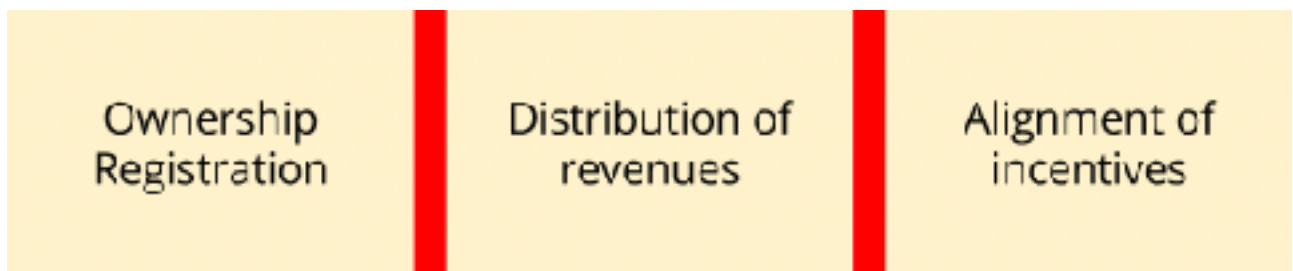 Ownership
Registration
Distribution of
revenues
Alignment of
incentives